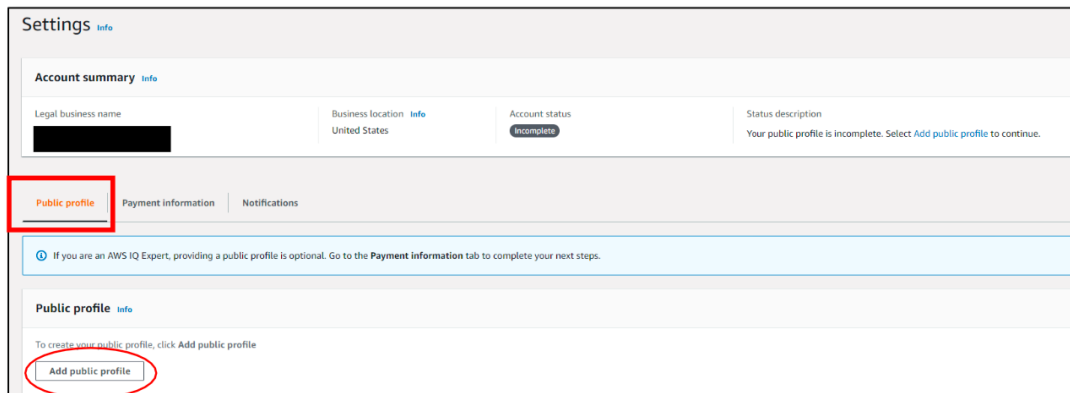 Settings Info
Account summary Info
Legal business name
Business location Info
United States
Account status
Incomplete
Status description
Your public profile is incomplete. Select Add public profile to continue.
Public profile
Payment information
Notifications
If you are an AWS IQ Expert, providing a public profile is optional. Go to the Payment information tab to complete your next steps.
Public profile Info
To create your public profile, click Add public profile
Add public profile